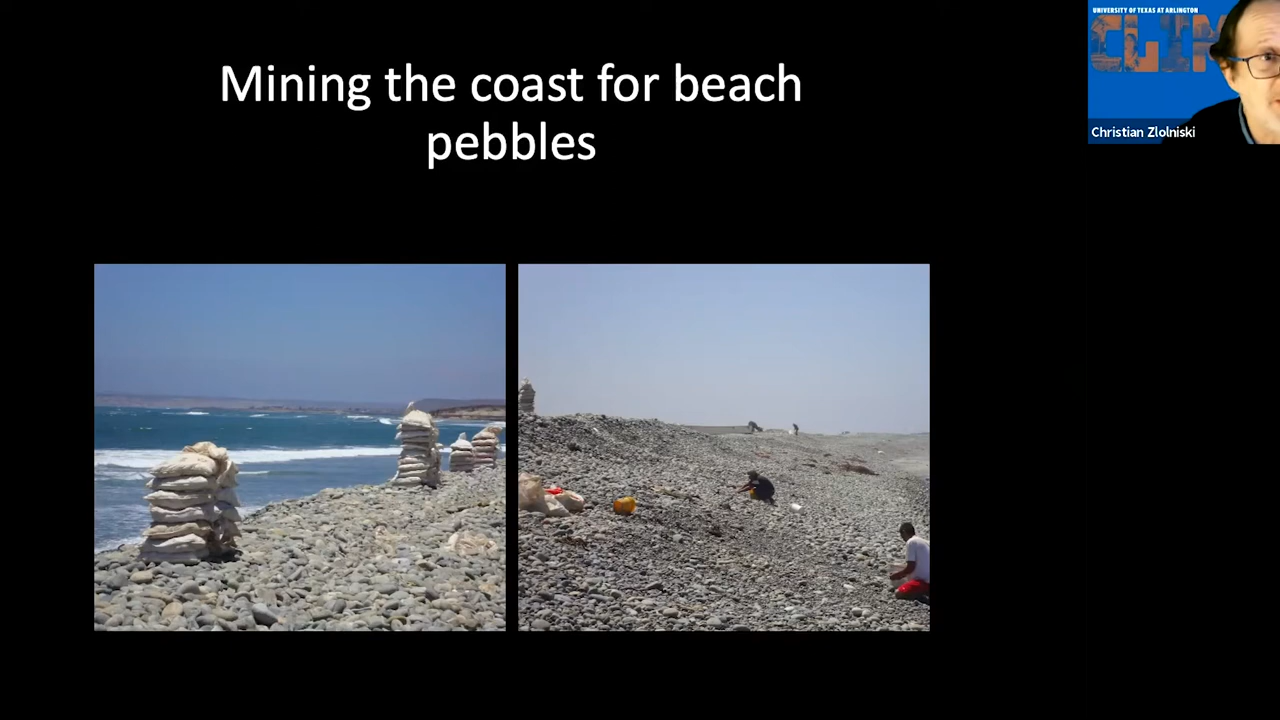 Mining the coast for beach
pebbles
UNIVERSITY OF TEXAS AT ARLINGTON
Christian Zlolniski